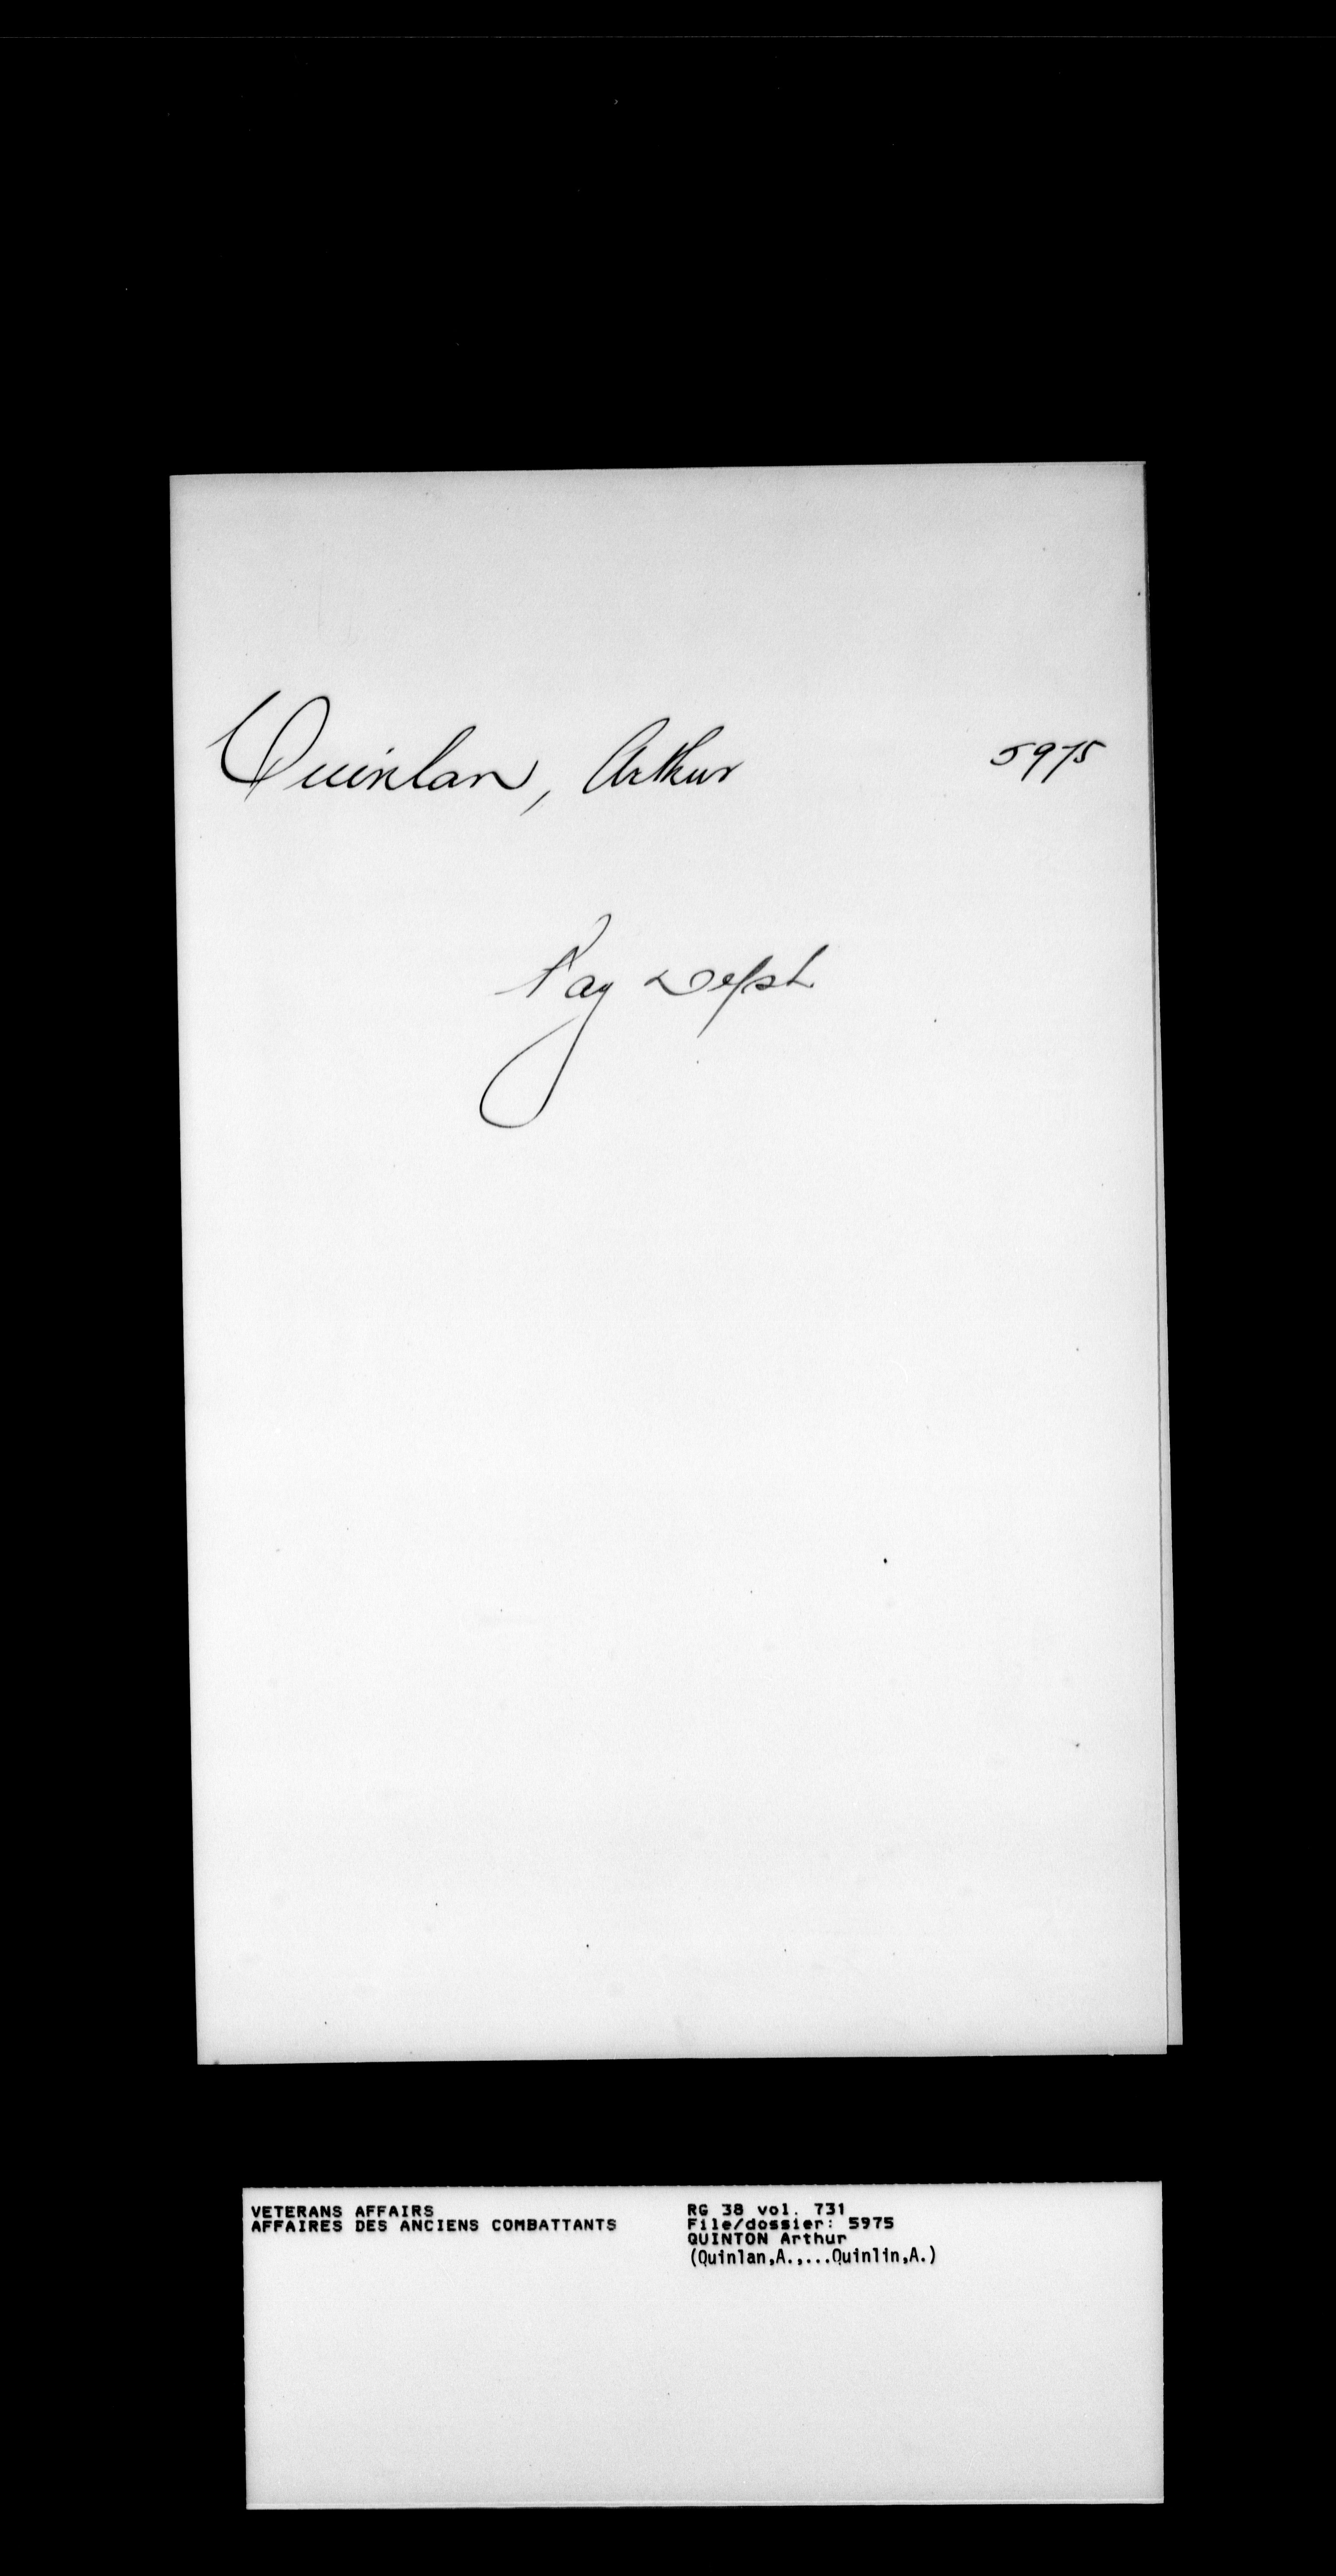 Quinlan, Arthur 5975
Pay Dept
VETERANS AFFAIRS
AFFAIRES DES ANCIENS COMBATTANTS
RG 38 vol. 731
File/dossier: 5975
QUINTON Arthur
(Quinlan,A.,...Quinlin,A.)